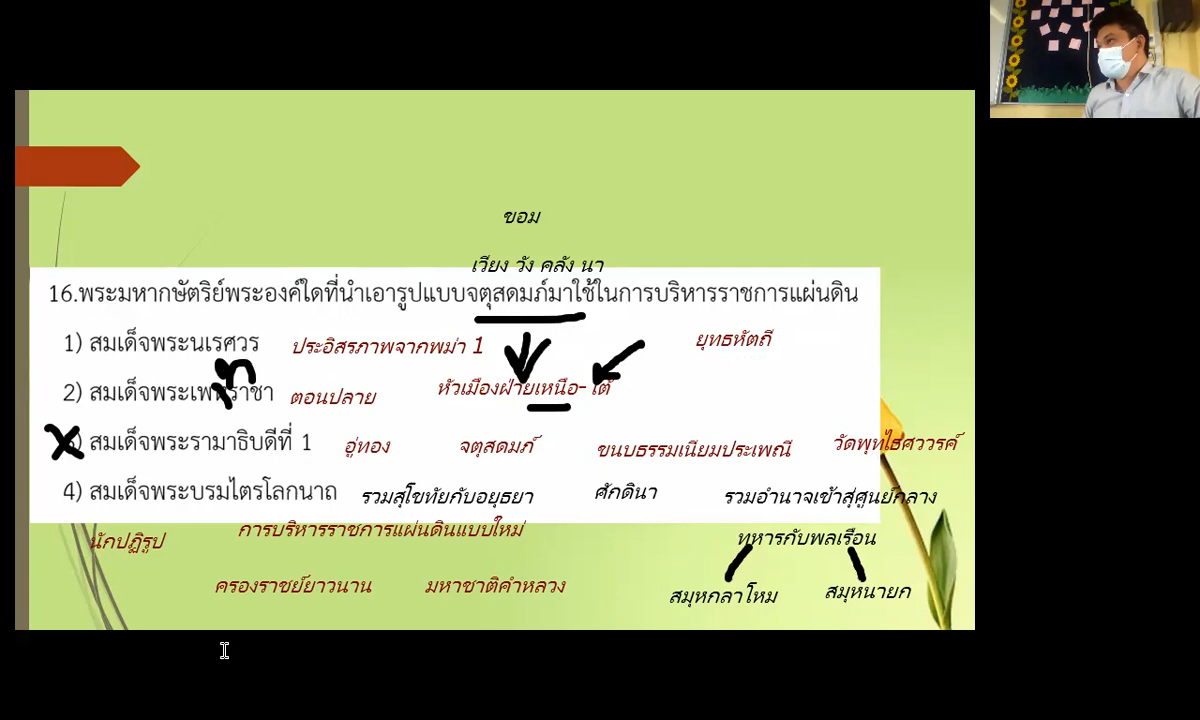 ขอม
เวียง วัง คลัง นา
16.พระมหากษัตริย์พระองค์ใดที่นำเอารูปแบบจตุสดมภ์มาใช้ในการบริหารราชการแผ่นดิน
1) สมเด็จพระนเรศวร ประอิสรภาพจากพม่า 1 ยุทธหัตถี
2) สมเด็จพระเพทราชา ตอนปลาย หัวเมืองฝ่ายเหนือ-ใต้
ท
3) สมเด็จพระรามาธิบดีที่ 1 อู่ทอง จตุสดมภ์ ขนบธรรมเนียมประเพณี วัดพุทไธศวารรค์
4) สมเด็จพระบรมไตรโลกนาถ รวมสุโขทัยกับอยุธยา ศักดินา รวมอำนาจเข้าสู่ศูนย์กลาง
นักปฏิรูป การบริหารราชการแผ่นดินแบบใหม่ ทหารกับพลเรือน
ครองราชย์ยาวนาน มหาชาติคำหลวง สมุหกลาโหม สมุหนายก